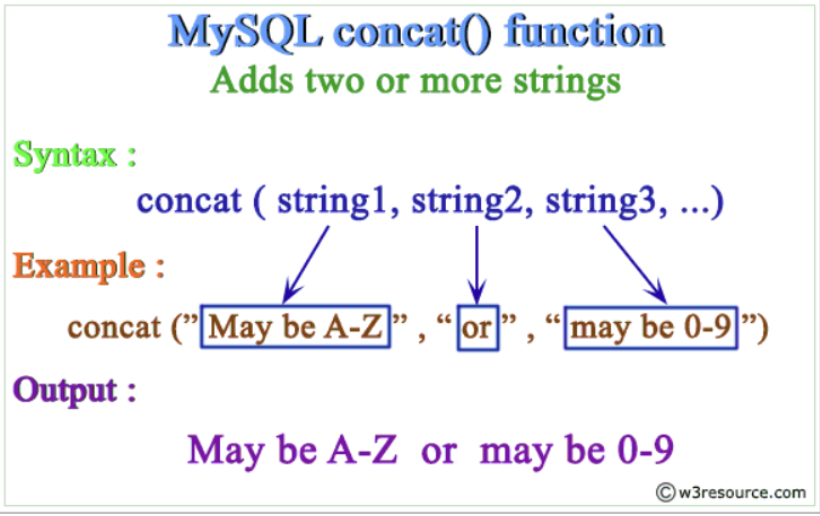 MySQL concat() function
Adds two or more strings
Syntax :
concat ( string1, string2, string3, ...)
Example :
concat (”May be A-Z” , “or” , “may be 0-9”)
Output :
May be A-Z or may be 0-9
© w3resource.com